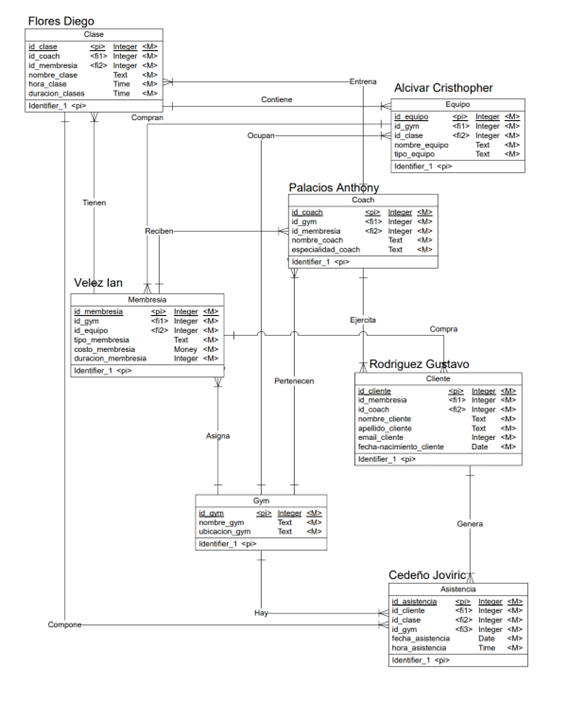 Flores Diego
Clase
id_clase <pi> Integer <M>
id_coach <fi1> Integer <M>
id_membresia <fi2> Integer <M>
nombre_clase Text <M>
hora_clase Time <M>
duracion_clases Time <M>
Identifier_1 <pi>
Entrena
Contiene
Compran
Ocupan
Alcivar Cristhopher
Equipo
id_equipo <pi> Integer <M>
id_gym <fi1> Integer <M>
id_clase <fi2> Integer <M>
nombre_equipo Text <M>
tipo_equipo Text <M>
Identifier_1 <pi>
Palacios Anthony
Coach
id_coach <pi> Integer <M>
id_gym <fi1> Integer <M>
id_membresia <fi2> Integer <M>
nombre_coach Text <M>
especialidad_coach Text <M>
Identifier_1 <pi>
Tienen
Reciben
Velez Ian
Membresia
id_membresia <pi> Integer <M>
id_gym <fi1> Integer <M>
id_equipo <fi2> Integer <M>
tipo_membresia Text <M>
costo_membresia Money <M>
duracion_membresia Integer <M>
Identifier_1 <pi>
Ejercita
Compra
Pertenecen
Rodriguez Gustavo
Cliente
id_cliente <pi> Integer <M>
id_membresia <fi1> Integer <M>
id_coach <fi2> Integer <M>
nombre_cliente Text <M>
apellido_cliente Text <M>
email_cliente Integer <M>
fecha-nacimiento_cliente Date <M>
Identifier_1 <pi>
Asigna
Gym
id_gym <pi> Integer <M>
nombre_gym Text <M>
ubicacion_gym Text <M>
Identifier_1 <pi>
Genera
Cedeño Joviric
Asistencia
id_asistencia <pi> Integer <M>
id_cliente <fi1> Integer <M>
id_clase <fi2> Integer <M>
id_gym <fi3> Integer <M>
fecha_asistencia Date <M>
hora_asistencia Time <M>
Identifier_1 <pi>
Hay
Compone